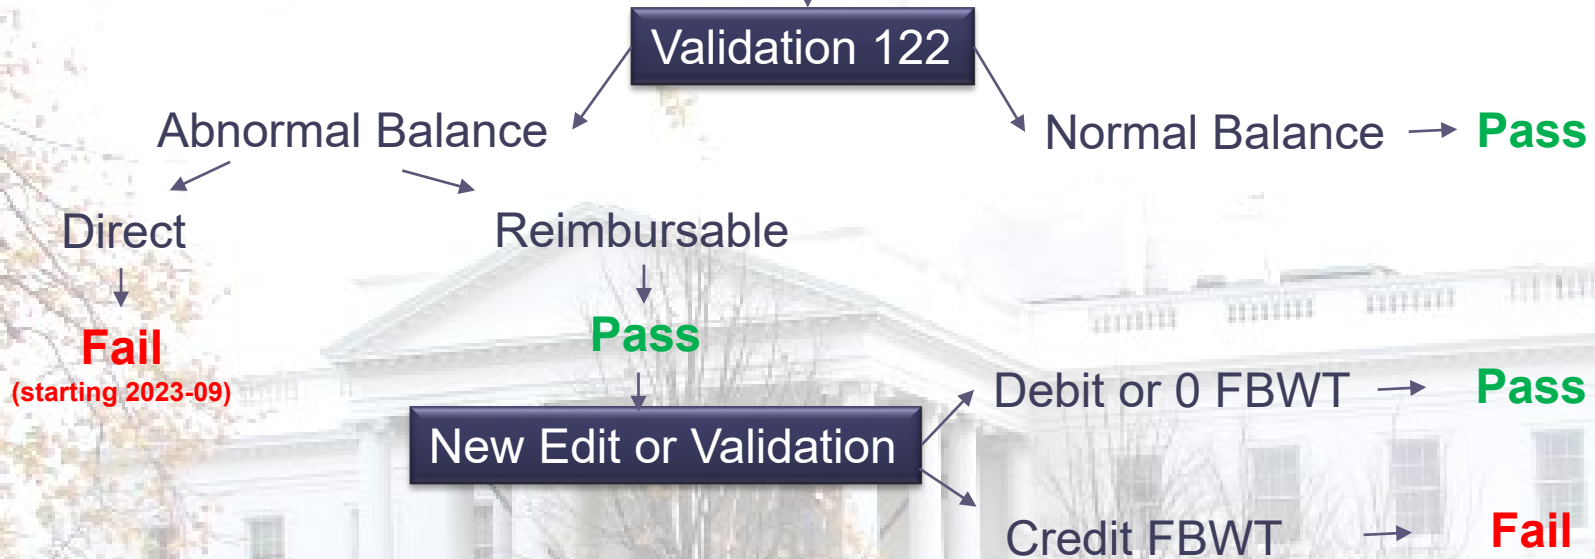 Validation 122
Abnormal Balance
Normal Balance
Pass
Direct
Reimbursable
Fail
(starting 2023-09)
Pass
New Edit or Validation
Debit or 0 FBWT
Pass
Credit FBWT
Fail